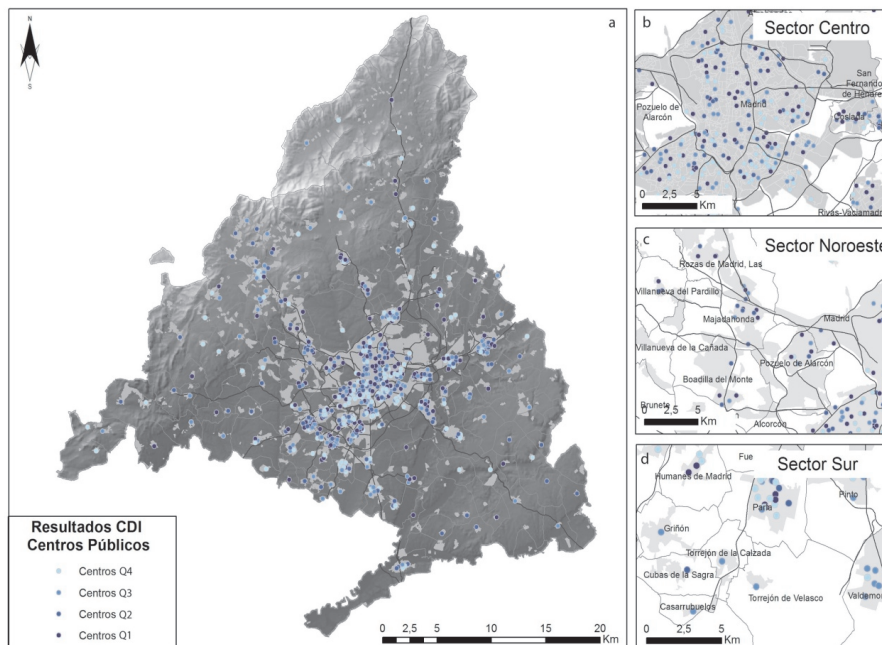 N
S
a
Resultados CDI
Centros Públicos
Centros Q4
Centros Q3
Centros Q2
Centros Q1
0 2,5 5 10 15 20
Km
b
Sector Centro
San
Fernando
de Henares
Pozuelo de
Alarcón
Madrid
Coslada
0 2,5 5
Km
Rivas-Vaciamadrid
c
Sector Noroeste
Rozas de Madrid, Las
Villanueva del Pardillo
Majadahonda
Madrid
Villanueva de la Cañada
Pozuelo de Alarcón
Boadilla del Monte
Brunete
0 2,5 5
Km
Alcorcón
d
Fue
Sector Sur
Humanes de Madrid
Parla
Pinto
Griñón
Torrejón de la Calzada
Cubas de la Sagra
Torrejón de Velasco
Valdemor
Casarrubuelos
0 2,5 5
Km